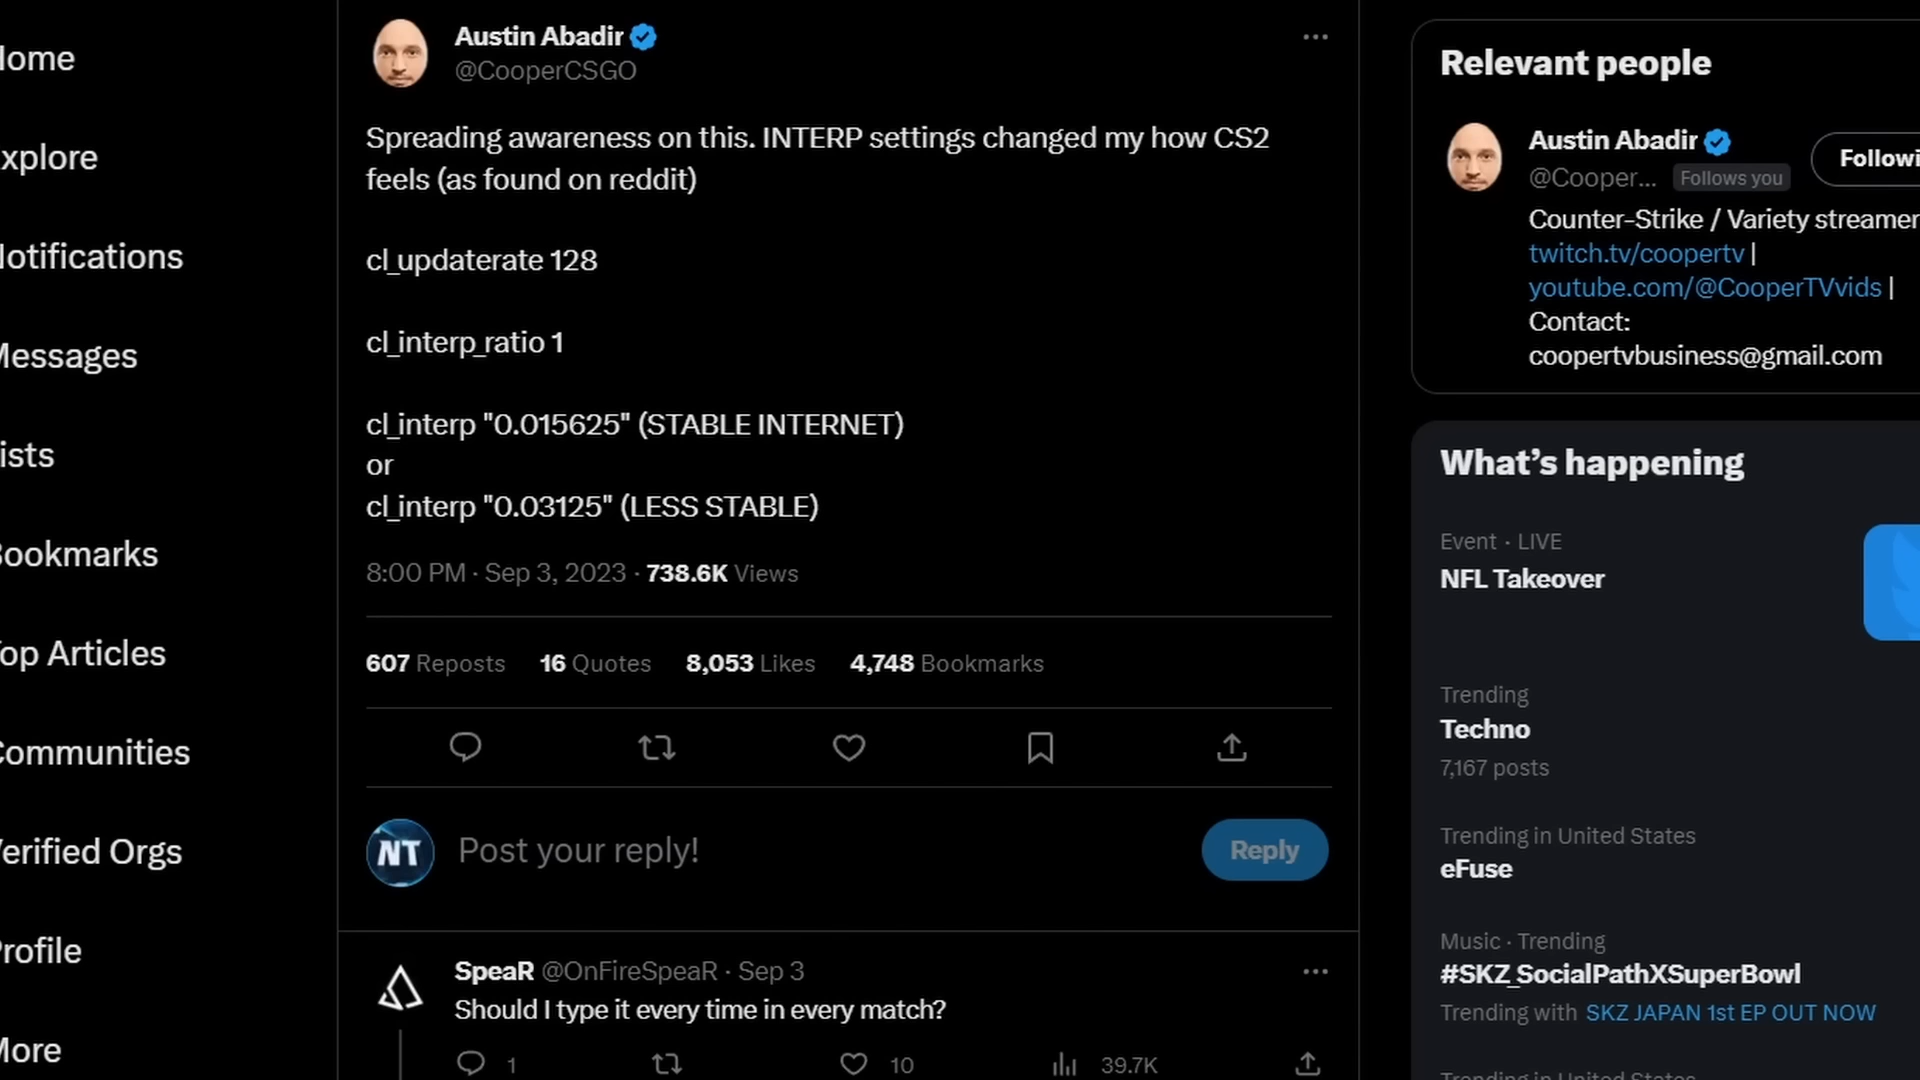 Home
Explore
Notifications
Messages
Lists
Bookmarks
Top Articles
Communities
Verified Orgs
Profile
More
Austin Abadir
@CooperCSGO
Spreading awareness on this. INTERP settings changed my how CS2
feels (as found on reddit)
cl_updaterate 128
cl_interp_ratio 1
cl_interp "0.015625" (STABLE INTERNET)
or
cl_interp "0.03125" (LESS STABLE)
8:00 PM · Sep 3, 2023 · 738.6K Views
607 Reposts 16 Quotes 8,053 Likes 4,748 Bookmarks
NT
Post your reply!
Reply
SpeaR @OnFireSpeaR · Sep 3
Should I type it every time in every match?
1 10 39.7K
Relevant people
Austin Abadir
Followi
@Cooper... Follows you
Counter-Strike / Variety streamer
twitch.tv/coopertv |
youtube.com/@CooperTVvids |
Contact:
coopertvbusiness@gmail.com
What's happening
Event · LIVE
NFL Takeover
Trending
Techno
7,167 posts
Trending in United States
eFuse
Music · Trending
#SKZ_SocialPathXSuperBowl
Trending with SKZ JAPAN 1st EP OUT NOW
Trending in United States